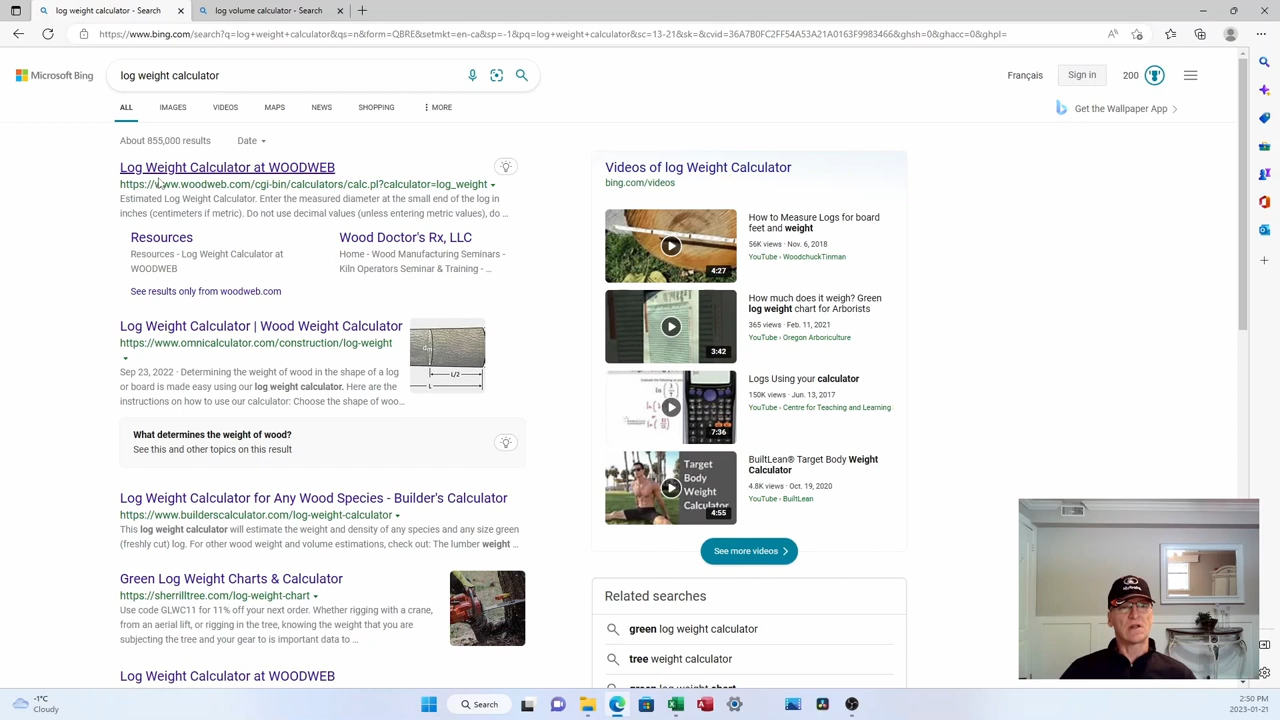 log weight calculator - Search
log volume calculator - Search
https://www.bing.com/search?q=log+weight+calculator&qs=n&form=QBRE&setmkt=en-ca&sp=-1&pq=log+weight+calculator&sc=13-21&sk=&cvid=36A7B0FC2FF54A53A21A0163F9983466&ghsh=0&ghacc=0&ghpl=
Microsoft Bing
log weight calculator
Français
Sign in
200
ALL
IMAGES
VIDEOS
MAPS
NEWS
SHOPPING
MORE
Get the Wallpaper App
About 855,000 results
Date
Log Weight Calculator at WOODWEB
https://www.woodweb.com/cgi-bin/calculators/calc.pl?calculator=log_weight
Estimated Log Weight Calculator. Enter the measured diameter at the small end of the log in
inches (centimeters if metric). Do not use decimal values (unless entering metric values), do ...
Resources
Resources - Log Weight Calculator at
WOODWEB
Wood Doctor's Rx, LLC
Home - Wood Manufacturing Seminars -
Kiln Operators Seminar & Training - ...
See results only from woodweb.com
Log Weight Calculator | Wood Weight Calculator
https://www.omnicalculator.com/construction/log-weight
Sep 23, 2022 · Determining the weight of wood in the shape of a log
or board is made easy using our log weight calculator. Here are the
instructions on how to use our calculator: Choose the shape of woo...
L/2
L
What determines the weight of wood?
See this and other topics on this result
Log Weight Calculator for Any Wood Species - Builder's Calculator
https://www.builderscalculator.com/log-weight-calculator
This log weight calculator will estimate the weight and density of any species and any size green
(freshly cut) log. For other wood weight and volume estimations, check out: The lumber weight ...
Green Log Weight Charts & Calculator
https://sherrilltree.com/log-weight-chart
Use code GLWC11 for 11% off your next order. Whether rigging with a crane,
from an aerial lift, or rigging in the tree, knowing the weight that you are
subjecting the tree and your gear to is important data to ...
Log Weight Calculator at WOODWEB
Videos of log Weight Calculator
bing.com/videos
4:27
How to Measure Logs for board
feet and weight
56K views · Nov. 6, 2018
YouTube › WoodchuckTinman
3:42
How much does it weigh? Green
log weight chart for Arborists
365 views · Feb. 11, 2021
YouTube › Oregon Arboriculture
7:36
Logs Using your calculator
150K views · Jun. 13, 2017
YouTube › Centre for Teaching and Learning
Target
Body
Weight
Calculator
4:55
BuiltLean® Target Body Weight
Calculator
4.8K views · Oct. 19, 2020
YouTube › BuiltLean
See more videos
Related searches
green log weight calculator
tree weight calculator
-1°C
Cloudy
Search
2:50 PM
2023-01-21